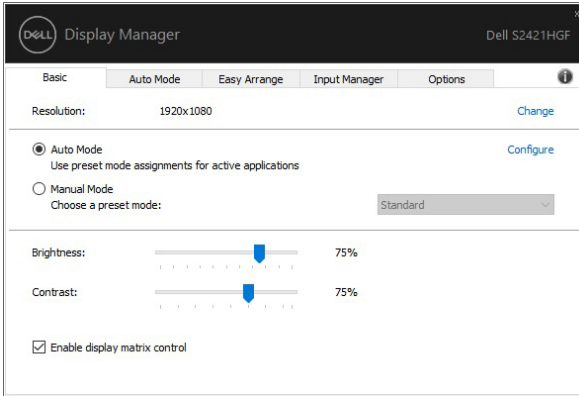 DELL Display Manager
Dell S2421HGF
Basic Auto Mode Easy Arrange Input Manager Options
Resolution: 1920x1080 Change
Auto Mode Configure
Use preset mode assignments for active applications
Manual Mode
Choose a preset mode: Standard
Brightness: 75%
Contrast: 75%
Enable display matrix control